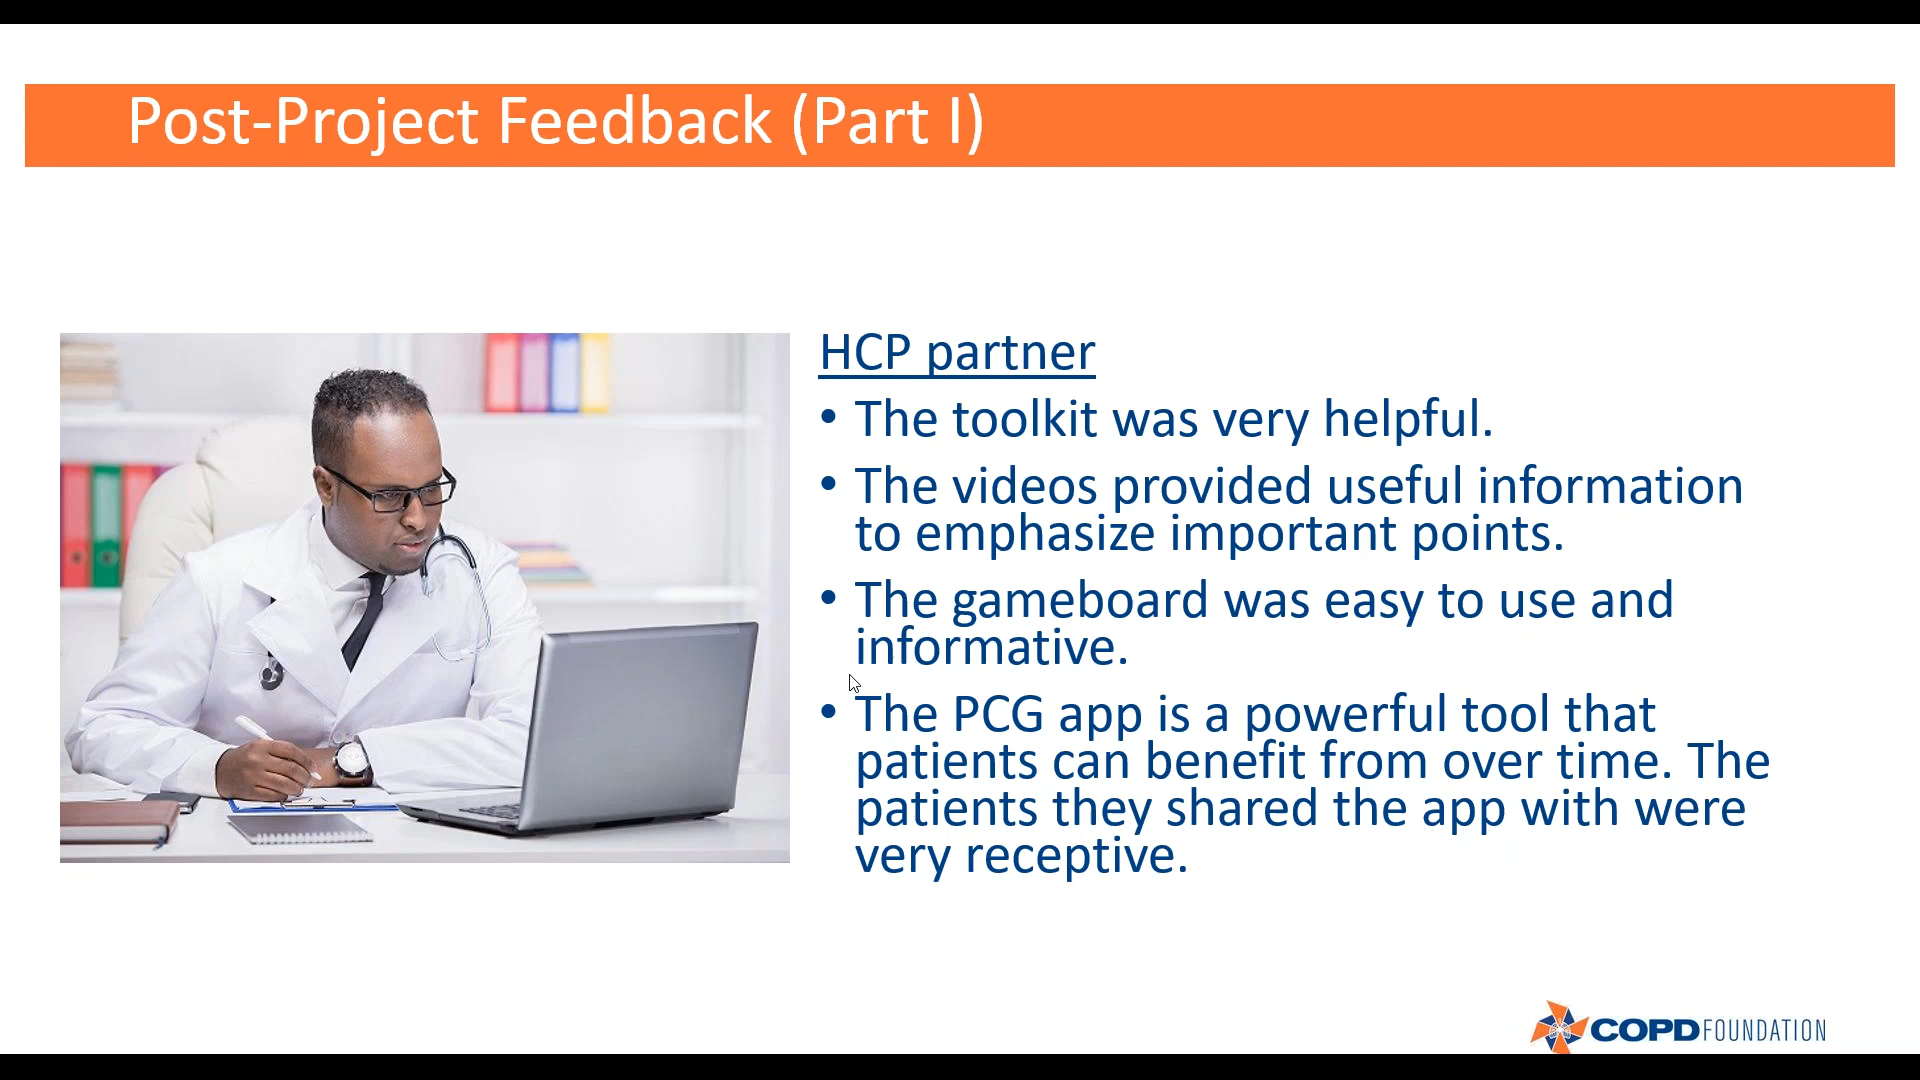 Post-Project Feedback (Part I)
HCP partner
• The toolkit was very helpful.
• The videos provided useful information
to emphasize important points.
• The gameboard was easy to use and
informative.
• The PCG app is a powerful tool that
patients can benefit from over time. The
patients they shared the app with were
very receptive.
COPD FOUNDATION